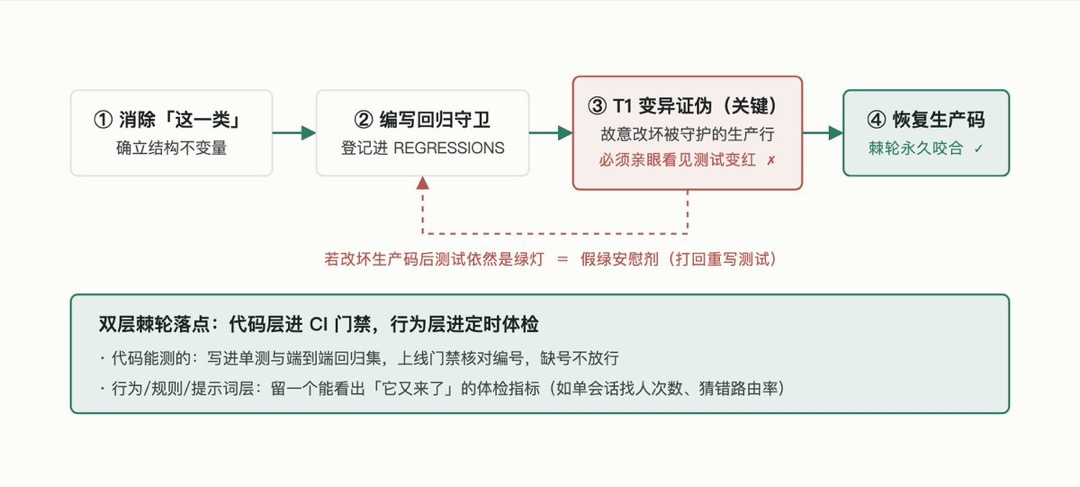 ① 消除「这一类」
确立结构不变量
② 编写回归守卫
登记进 REGRESSIONS
③ T1 变异证伪（关键）
故意改坏被守护的生产行
必须亲眼看见测试变红 ✗
④ 恢复生产码
棘轮永久咬合 ✓
若改坏生产码后测试依然是绿灯 = 假绿安慰剂（打回重写测试）
双层棘轮落点：代码层进 CI 门禁，行为层进定时体检
· 代码能测的：写进单测与端到端回归集，上线门禁核对编号，缺号不放行
· 行为/规则/提示词层：留一个能看出「它又来了」的体检指标（如单会话找人次数、猜错路由率）